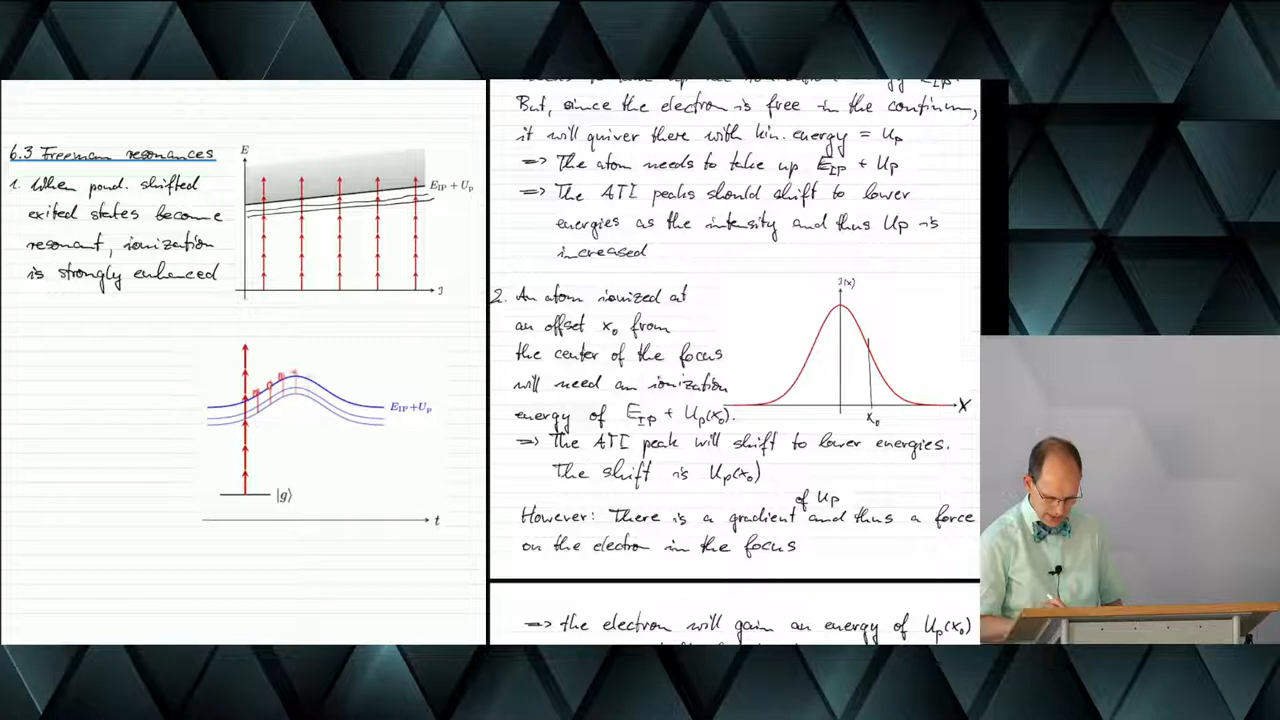 6.3 Freeman resonances
1. When pond. shifted
exited states become
resonant, ionization
is strongly enhanced
E
E_IP + U_p
I
E_IP + U_p
|g⟩
t
But, since the electron is free in the continuum,
it will quiver there with kin. energy = U_p
=> The atom needs to take up E_IP + U_p
=> The ATI peaks should shift to lower
energies as the intensity and thus U_p is
increased
2. An atom ionized at
an offset x_0 from
the center of the focus
will need an ionization
energy of E_IP + U_p(x_0).
I(x)
x_0
X
=> The ATI peak will shift to lower energies.
The shift is U_p(x_0)
of U_p
However: There is a gradient and thus a force
on the electron in the focus
=> the electron will gain an energy of U_p(x_0)